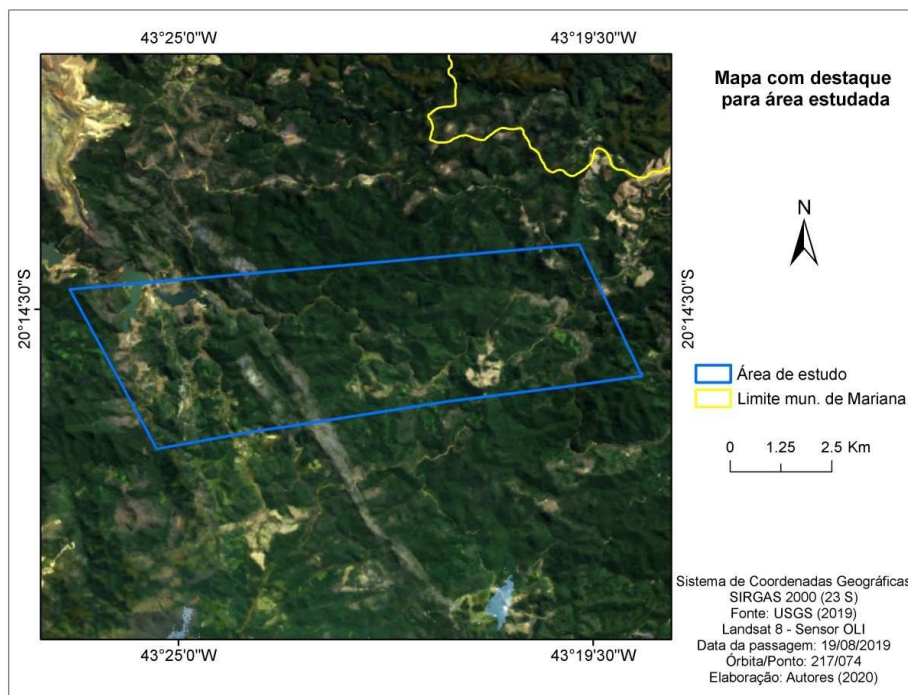 43°25'0"W
43°19'30"W
Mapa com destaque
para área estudada
N
20°14'30"S
20°14'30"S
Área de estudo
Limite mun. de Mariana
0 1.25 2.5 Km
Sistema de Coordenadas Geográficas
SIRGAS 2000 (23 S)
Fonte: USGS (2019)
Landsat 8 - Sensor OLI
Data da passagem: 19/08/2019
Órbita/Ponto: 217/074
Elaboração: Autores (2020)
43°25'0"W
43°19'30"W